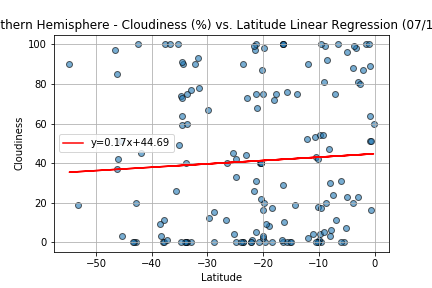 thern Hemisphere - Cloudiness (%) vs. Latitude Linear Regression (07/1
100
80
60
40
20
0
Cloudiness
y=0.17x+44.69
−50 −40 −30 −20 −10 0
Latitude